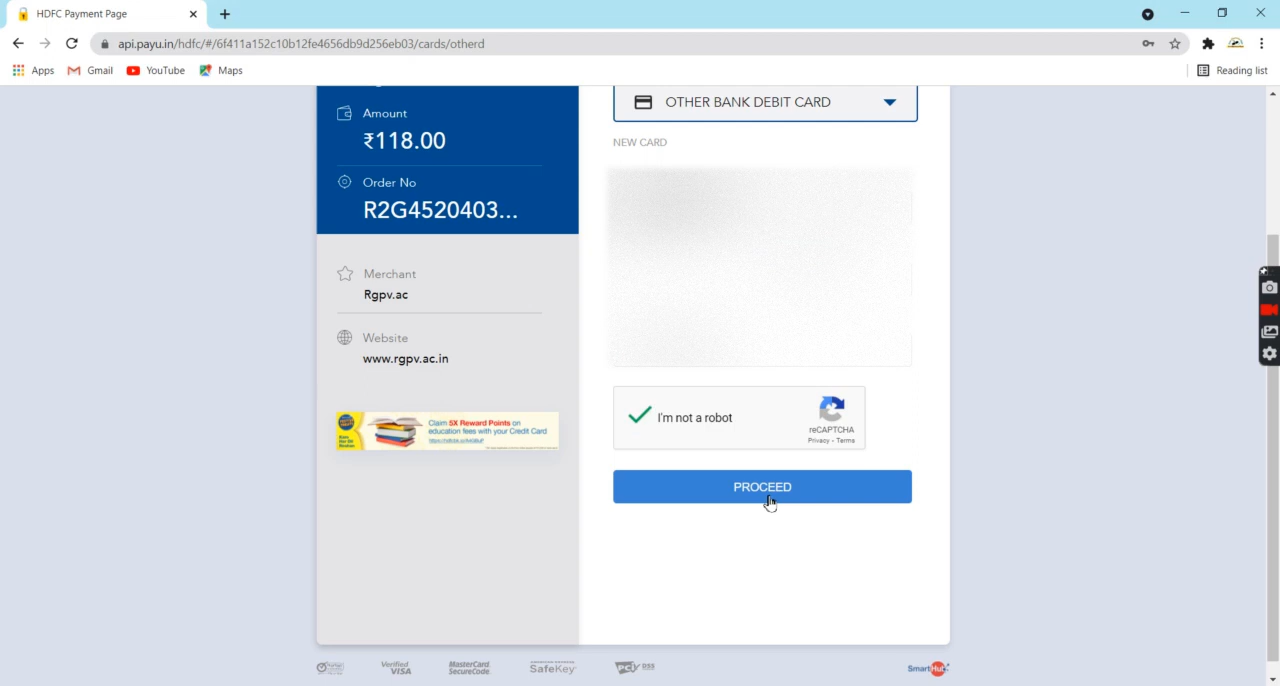 HDFC Payment Page
api.payu.in/hdfc/#/6f411a152c10b12fe4656db9d256eb03/cards/otherd
Apps
Gmail
YouTube
Maps
Reading list
Amount
₹118.00
Order No
R2G4520403...
Merchant
Rgpv.ac
Website
www.rgpv.ac.in
Claim 5X Reward Points on
education fees with your Credit Card
OTHER BANK DEBIT CARD
NEW CARD
I'm not a robot
reCAPTCHA
Privacy - Terms
PROCEED
Verified
VISA
MasterCard
SecureCode
SafeKey
PCI DSS
SmartHub